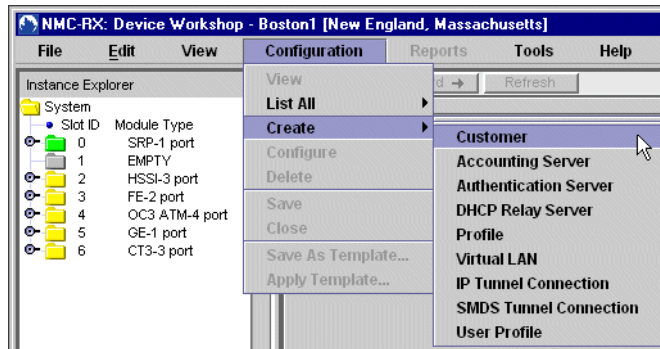 NMC-RX: Device Workshop - Boston1 [New England, Massachusetts]
File Edit View Configuration Reports Tools Help
Instance Explorer
System
Slot ID Module Type
0 SRP-1 port
1 EMPTY
2 HSSI-3 port
3 FE-2 port
4 OC3 ATM-4 port
5 GE-1 port
6 CT3-3 port
View
List All
Create
Configure
Delete
Save
Close
Save As Template...
Apply Template...
Refresh
Customer
Accounting Server
Authentication Server
DHCP Relay Server
Profile
Virtual LAN
IP Tunnel Connection
SMDS Tunnel Connection
User Profile